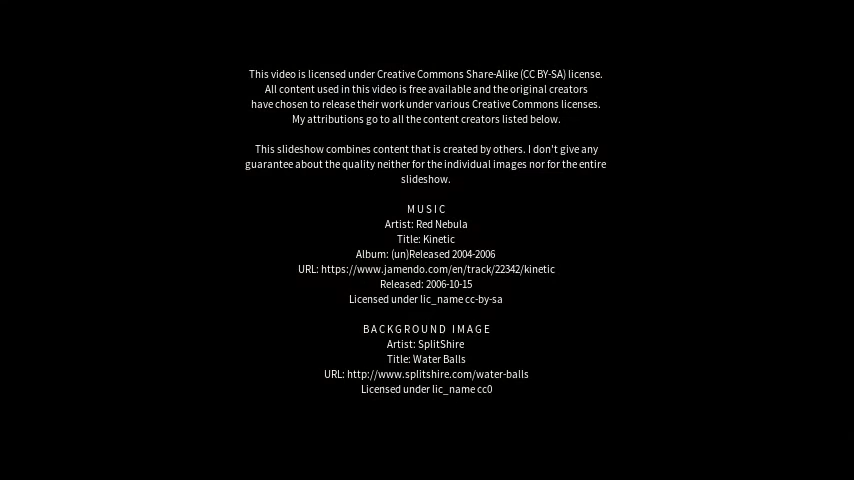 This video is licensed under Creative Commons Share-Alike (CC BY-SA) license.
All content used in this video is free available and the original creators
have chosen to release their work under various Creative Commons licenses.
My attributions go to all the content creators listed below.
This slideshow combines content that is created by others. I don't give any
guarantee about the quality neither for the individual images nor for the entire
slideshow.
MUSIC
Artist: Red Nebula
Title: Kinetic
Album: (un)Released 2004-2006
URL: https://www.jamendo.com/en/track/22342/kinetic
Released: 2006-10-15
Licensed under lic_name cc-by-sa
BACKGROUND IMAGE
Artist: SplitShire
Title: Water Balls
URL: http://www.splitshire.com/water-balls
Licensed under lic_name cc0